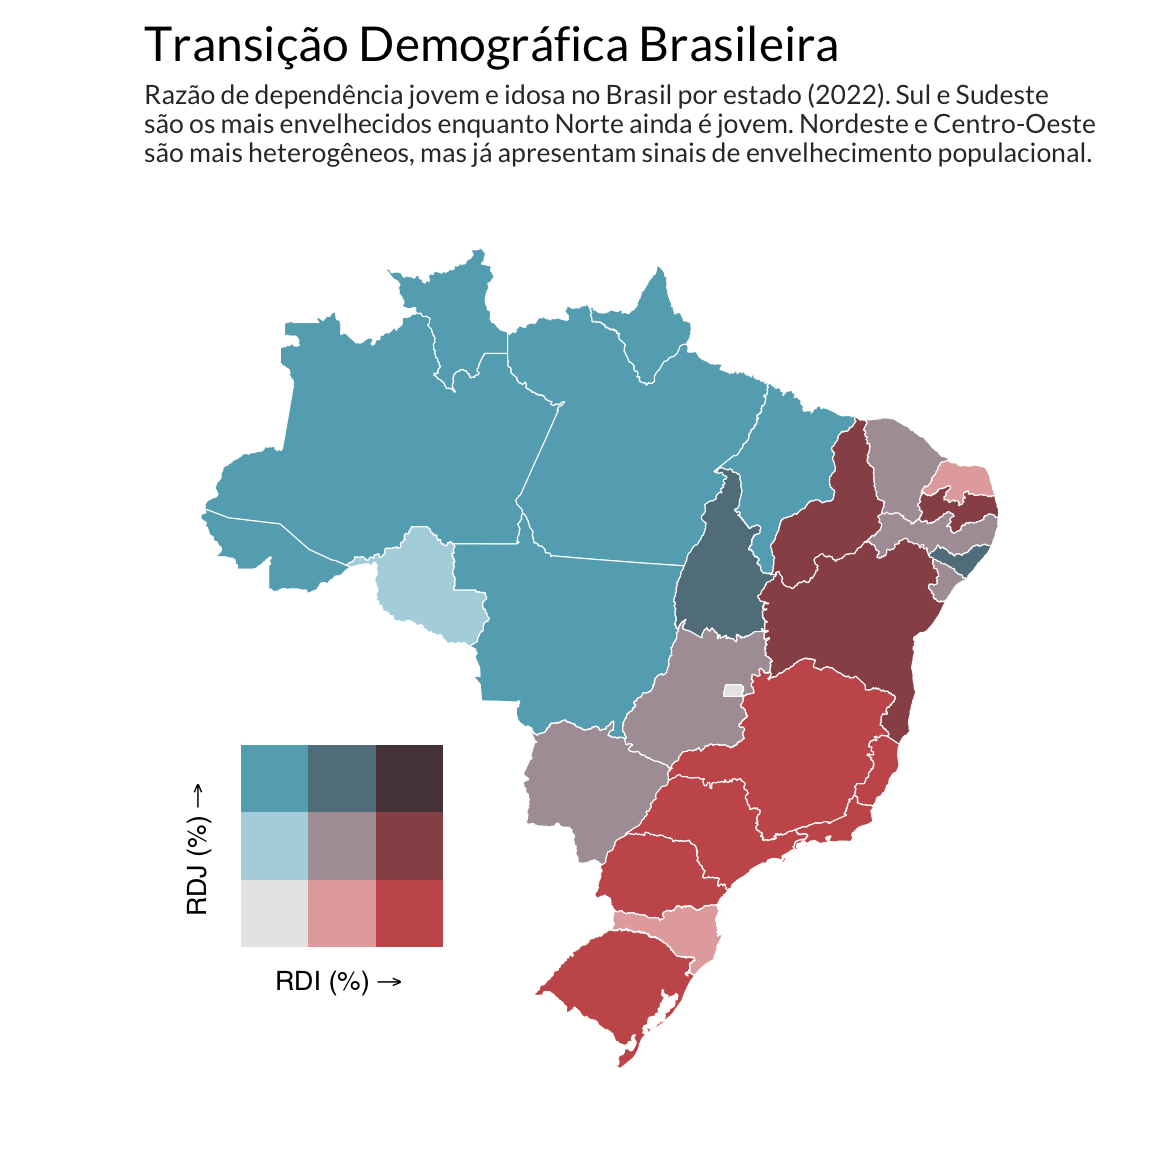 Transição Demográfica Brasileira
Razão de dependência jovem e idosa no Brasil por estado (2022). Sul e Sudeste
são os mais envelhecidos enquanto Norte ainda é jovem. Nordeste e Centro-Oeste
são mais heterogêneos, mas já apresentam sinais de envelhecimento populacional.
RDJ (%) →
RDI (%) →